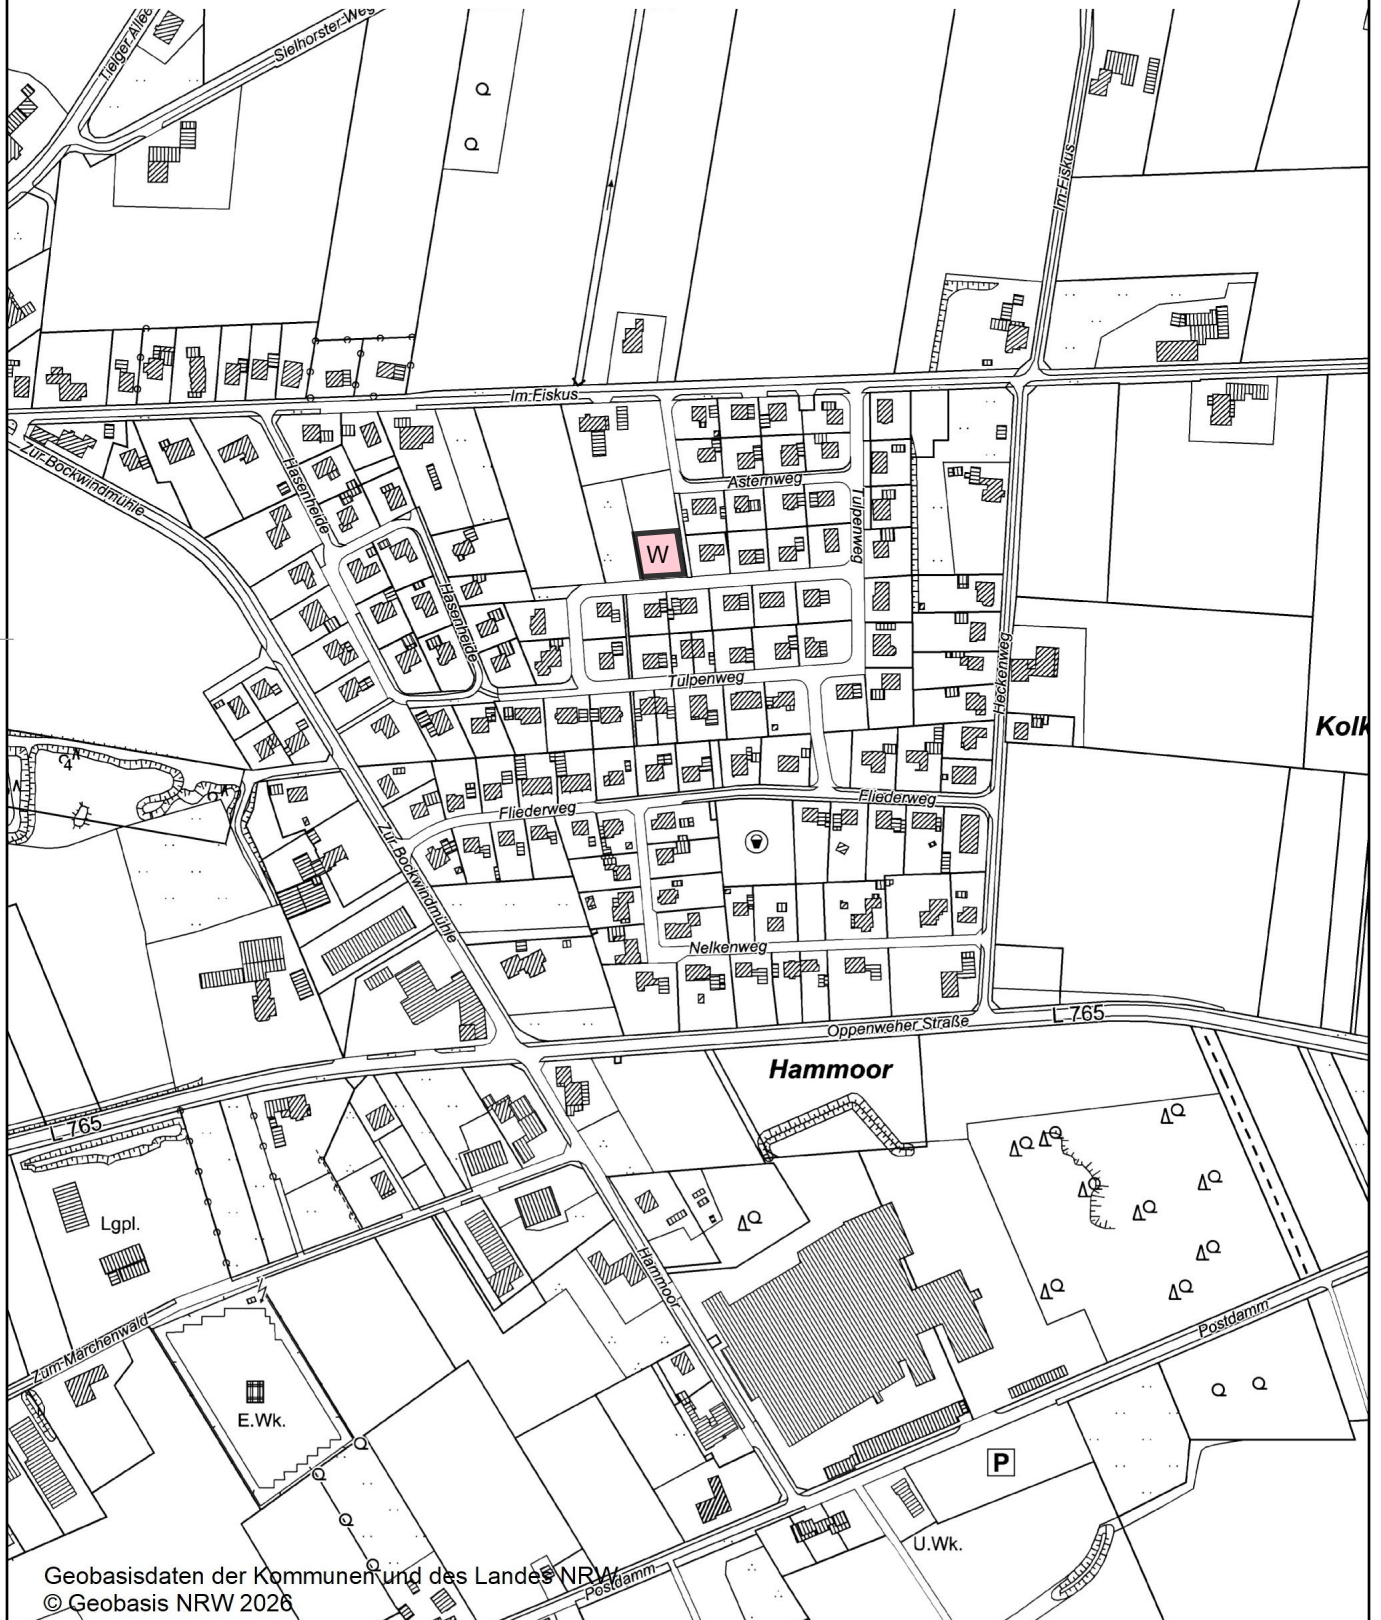 Tielger Allee
Sielhorster-Weg
Im-Fiskus
Im-Fiskus
Zur-Bockwindmühle
Hasenheide
Asternweg
Tulpenweg
W
Hasenheide
Heckenweg
Tulpenweg
Kolk
Fliederweg
Fliederweg
Zur Bockwindmühle
Nelkenweg
Oppenweher Straße
L 765
Hammoor
L 765
Lgpl.
Hammoor
Zum-Märchenwald
Postdamm
E.Wk.
P
U.Wk.
Postdamm
Geobasisdaten der Kommunen und des Landes NRW
© Geobasis NRW 2026